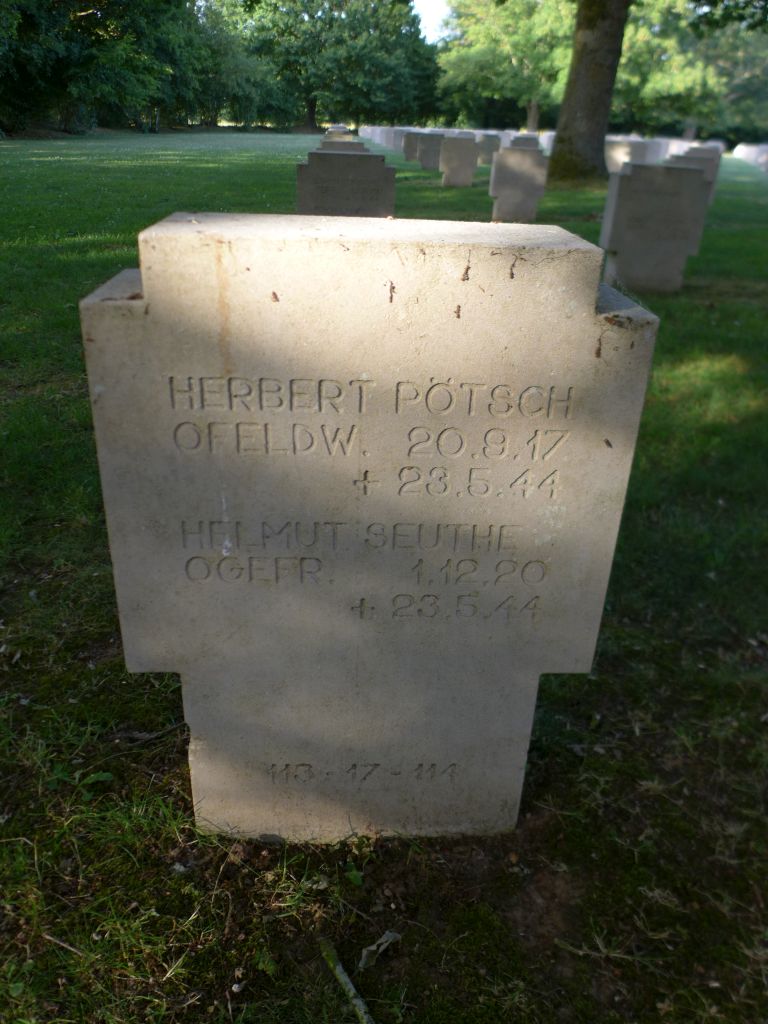 HERBERT PÖTSCH
OFELDW. 20.9.17
+ 23.5.44
HELMUT SEUTHE
OGEFR. 1.12.20
+ 23.5.44
113 - 17 - 114